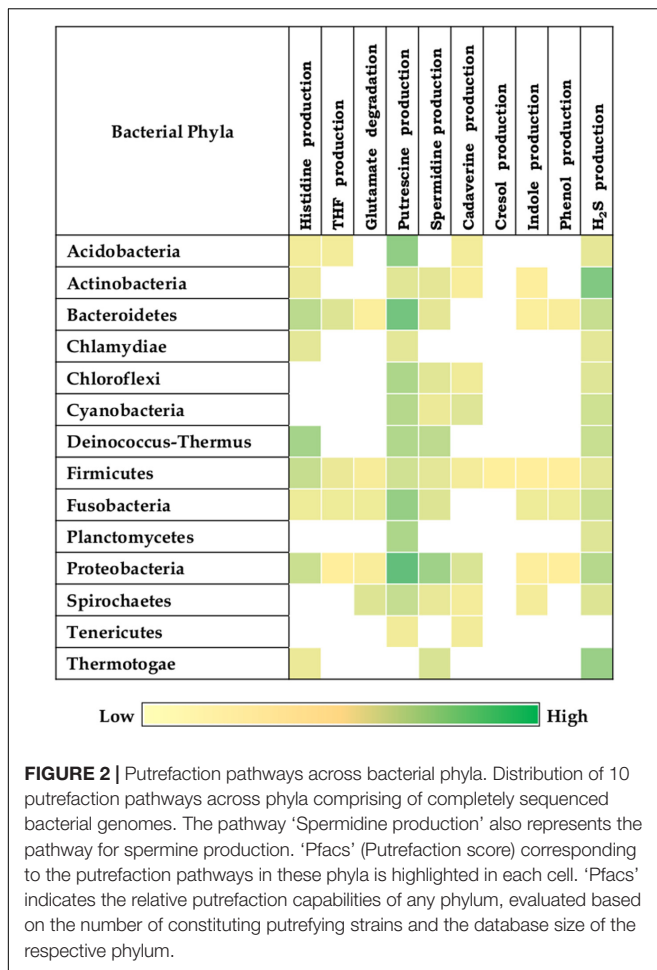 Bacterial Phyla
Histidine production
THF production
Glutamate degradation
Putrescine production
Spermidine production
Cadaverine production
Cresol production
Indole production
Phenol production
H₂S production
Acidobacteria
Actinobacteria
Bacteroidetes
Chlamydiae
Chloroflexi
Cyanobacteria
Deinococcus-Thermus
Firmicutes
Fusobacteria
Planctomycetes
Proteobacteria
Spirochaetes
Tenericutes
Thermotogae
Low High
FIGURE 2 | Putrefaction pathways across bacterial phyla. Distribution of 10
putrefaction pathways across phyla comprising of completely sequenced
bacterial genomes. The pathway ‘Spermidine production’ also represents the
pathway for spermine production. ‘Pfacs’ (Putrefaction score) corresponding
to the putrefaction pathways in these phyla is highlighted in each cell. ‘Pfacs’
indicates the relative putrefaction capabilities of any phylum, evaluated based
on the number of constituting putrefying strains and the database size of the
respective phylum.